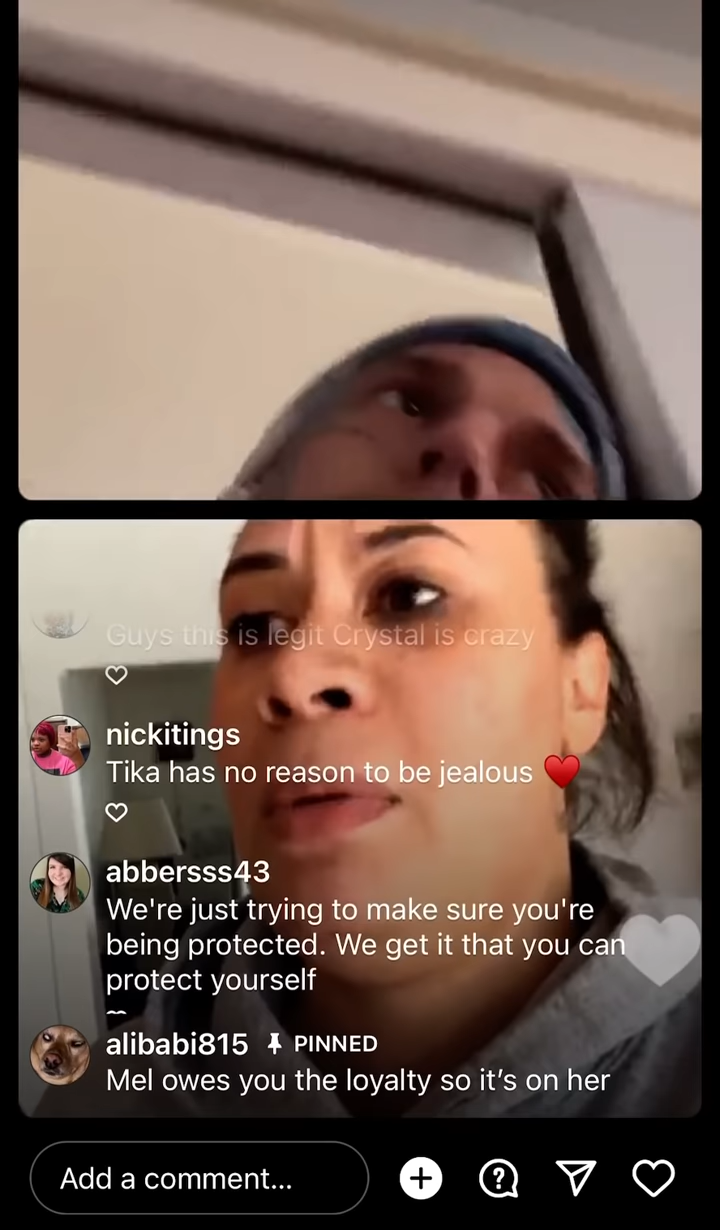 Guys this is legit Crystal is crazy
nickitings
Tika has no reason to be jealous ❤️
abbersss43
We're just trying to make sure you're
being protected. We get it that you can
protect yourself
alibabi815 PINNED
Mel owes you the loyalty so it’s on her
Add a comment...